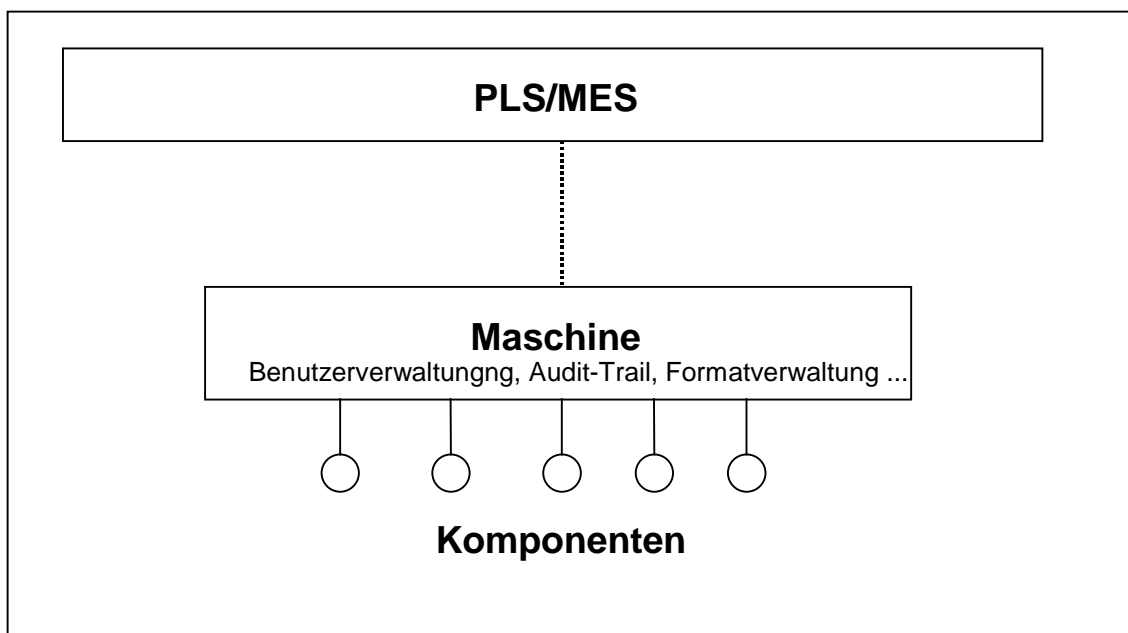 PLS/MES
Maschine
Benutzerverwaltungng, Audit-Trail, Formatverwaltung ...
Komponenten